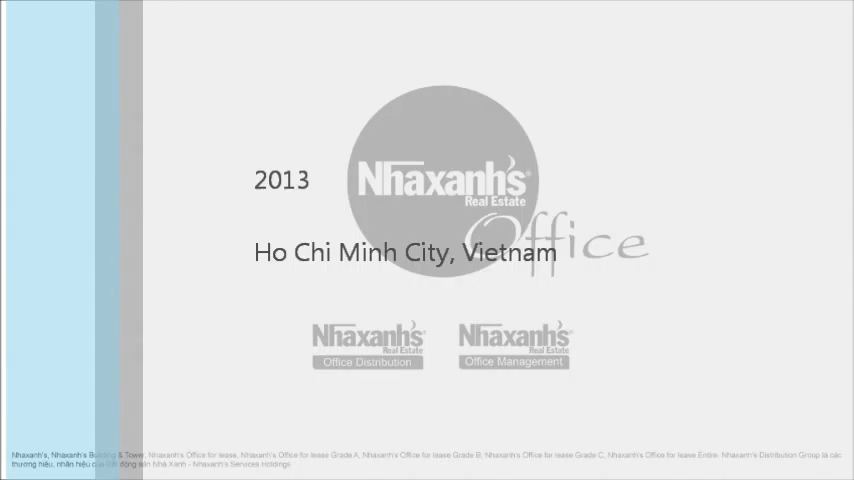 2013
Nhaxanh's
Real Estate
Office
Ho Chi Minh City, Vietnam
Nhaxanh's
Real Estate
Office Distribution
Nhaxanh's
Real Estate
Office Management
Nhaxanh's, Nhaxanh's Building & Tower, Nhaxanh's Office for lease, Nhaxanh's Office for lease Grade A, Nhaxanh's Office for lease Grade B, Nhaxanh's Office for lease Grade C, Nhaxanh's Office for lease Entire Nhaxanh's Distribution Group là các
thương hiệu, nhãn hiệu của Bất động sản Nhà Xanh - Nhaxanh's Services Holdings